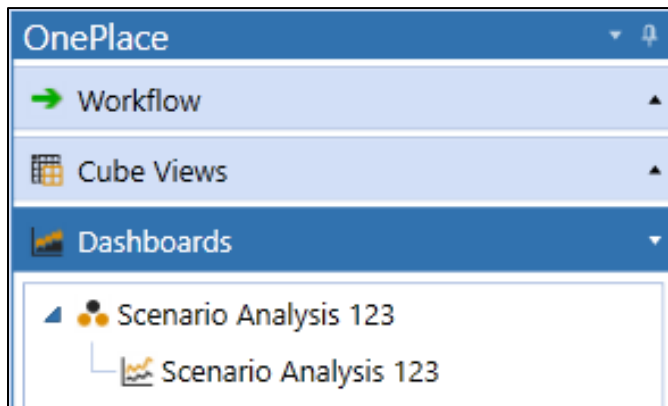 OnePlace
Workflow
Cube Views
Dashboards
Scenario Analysis 123
Scenario Analysis 123